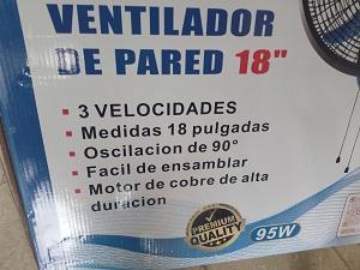 VENTILADOR
DE PARED 18"
3 VELOCIDADES
Medidas 18 pulgadas
Oscilacion de 90°
Facil de ensamblar
Motor de cobre de alta
duracion
PREMIUM
QUALITY
95W